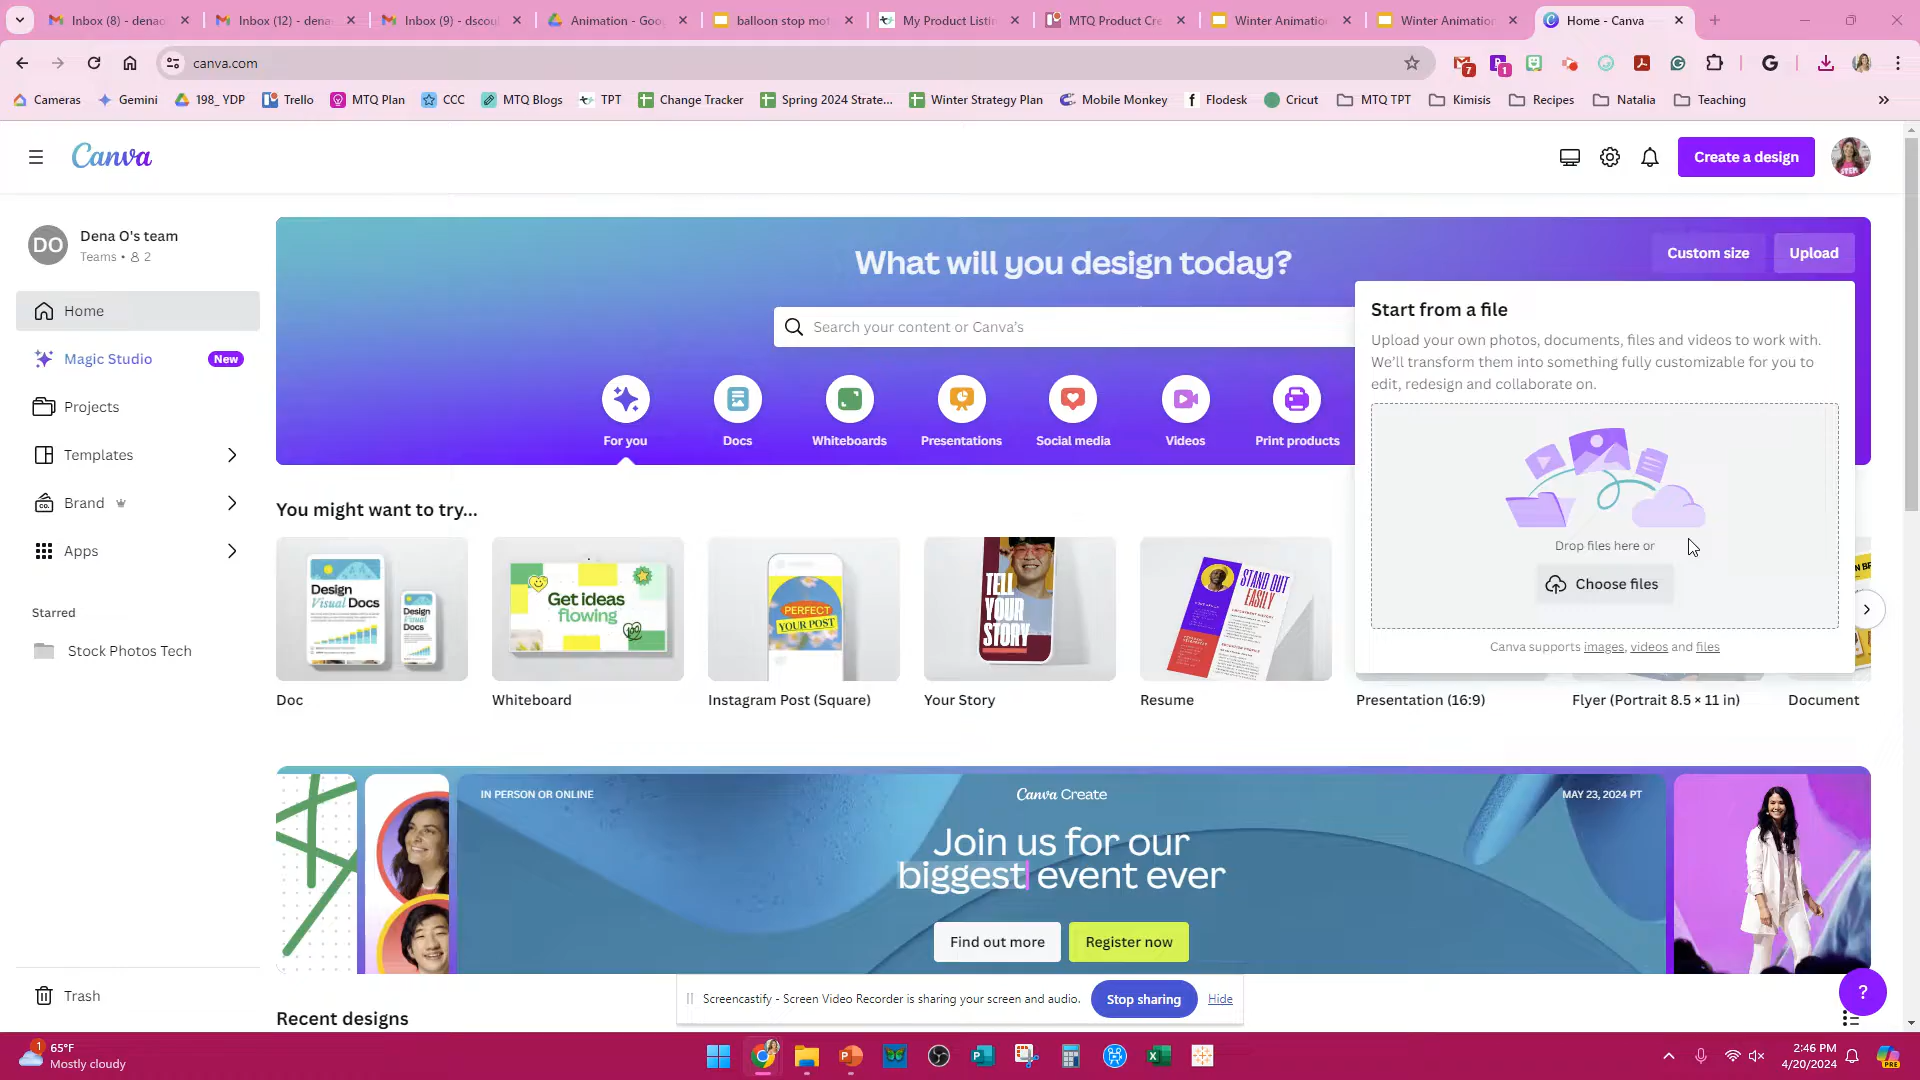 Inbox (8) - denao
Inbox (12) - dena
Inbox (9) - dscoul
Animation - Goo
balloon stop mot
My Product Listin
MTQ Product Cre
Winter Animatio
Winter Animation
Home - Canva
canva.com
7
1
Cameras
Gemini
198_ YDP
Trello
MTQ Plan
CCC
MTQ Blogs
TPT
Change Tracker
Spring 2024 Strate...
Winter Strategy Plan
Mobile Monkey
Flodesk
Cricut
MTQ TPT
Kimisis
Recipes
Natalia
Teaching
Canva
Create a design
DO
Dena O's team
Teams • 2
Home
Magic Studio
New
Projects
Templates
Brand
Apps
Starred
Stock Photos Tech
Trash
What will you design today?
Custom size
Upload
Search your content or Canva's
For you
Docs
Whiteboards
Presentations
Social media
Videos
Print products
Start from a file
Upload your own photos, documents, files and videos to work with.
We'll transform them into something fully customizable for you to
edit, redesign and collaborate on.
Drop files here or
Choose files
Canva supports images, videos and files
You might want to try...
Design
Visual Docs
Design
Visual Docs
Get ideas
flowing
PERFECT
YOUR POST
TELL
YOUR
STORY
STAND OUT
EASILY
Doc
Whiteboard
Instagram Post (Square)
Your Story
Resume
Presentation (16:9)
Flyer (Portrait 8.5 × 11 in)
Document
IN PERSON OR ONLINE
Canva Create
MAY 23, 2024 PT
Join us for our
biggest event ever
Find out more
Register now
Screencastify - Screen Video Recorder is sharing your screen and audio.
Stop sharing
Hide
?
Recent designs
1
65°F
Mostly cloudy
2:46 PM
4/20/2024
PRE